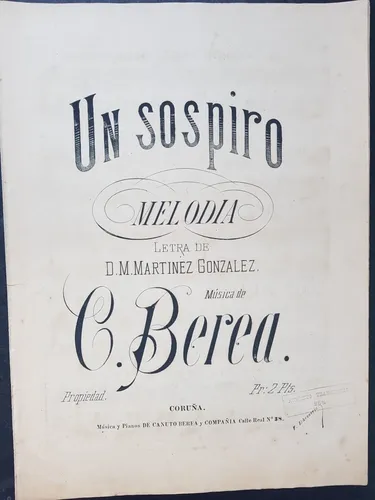 UN SOSPIRO
MELODIA
LETRA DE
D. M. MARTINEZ GONZALEZ.
Música de
C. Berea.
Propiedad. Pr: 2 Pts.
CORUÑA.
Música y Pianos DE CANUTO BEREA y COMPAÑIA Calle Real Nº 38.